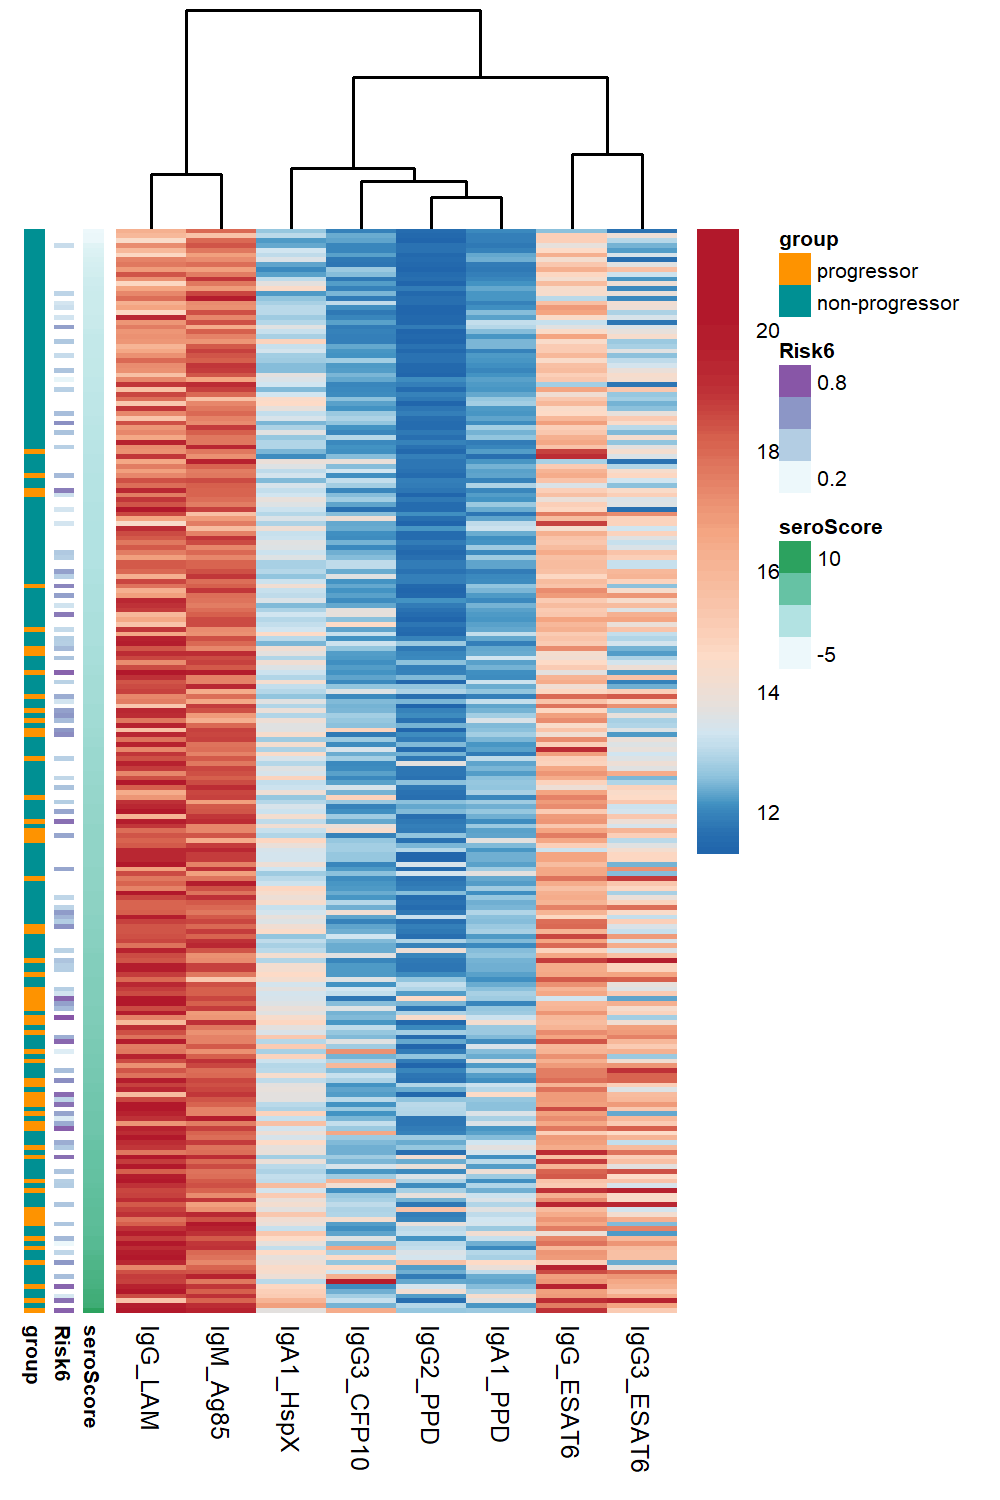 group
progressor
non-progressor
20
Risk6
0.8
18
0.2
seroScore
10
16
-5
14
12
group
Risk6
seroScore
IgG_LAM
IgM_Ag85
IgA1_HspX
IgG3_CFP10
IgG2_PPD
IgA1_PPD
IgG_ESAT6
IgG3_ESAT6